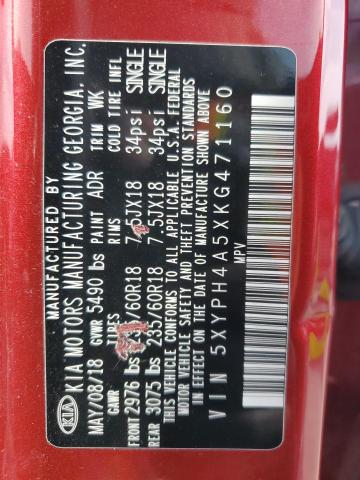 MANUFACTURED BY
KIA KIA MOTORS MANUFACTURING GEORGIA, INC.
MAY/08/18 GVWR 5490 lbs PAINT ADR TRIM WK
GAWR TIRES RIMS COLD TIRE INFL
FRONT 2976 lbs /60R18 7. 5JX18 34psi SINGLE
REAR 3075 lbs 235/60R18 7. 5JX18 34psi SINGLE
THIS VEHICLE CONFORMS TO ALL APPLICABLE U.S.A. FEDERAL
MOTOR VEHICLE SAFETY AND THEFT PREVENTION STANDARDS
IN EFFECT ON THE DATE OF MANUFACTURE SHOWN ABOVE
VIN 5XYPH4A5XKG471160
MPV